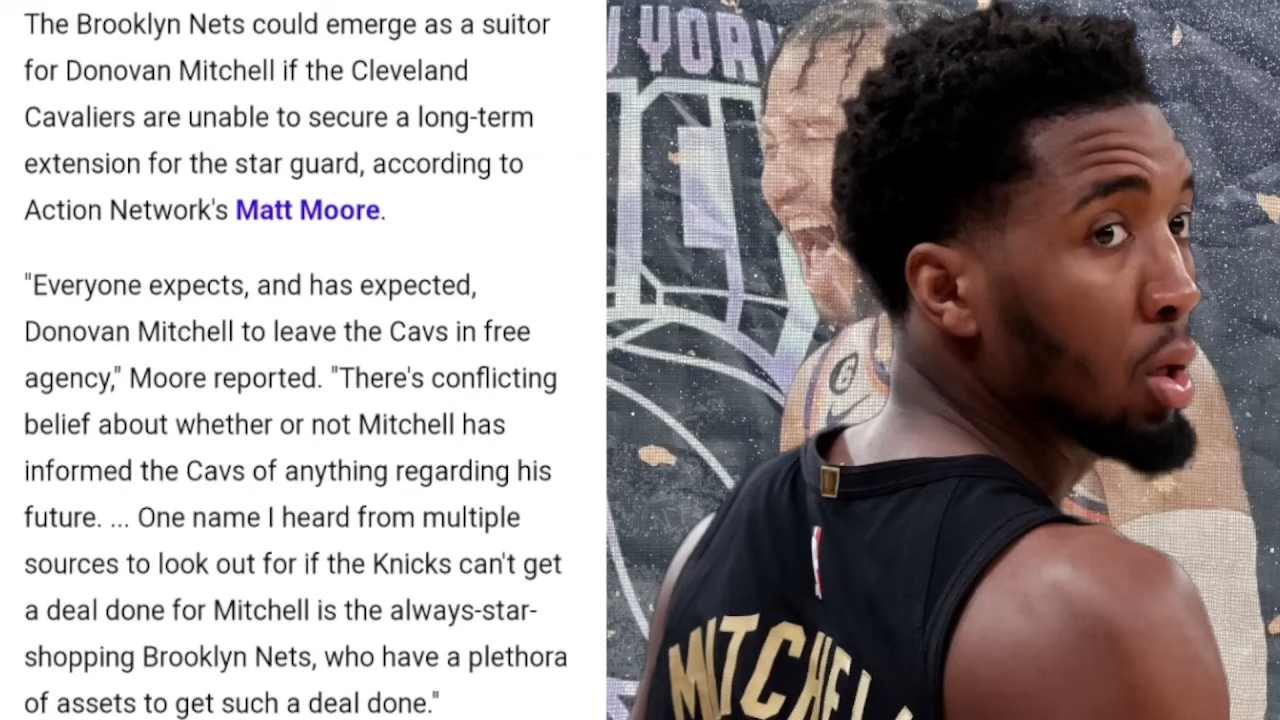 The Brooklyn Nets could emerge as a suitor
for Donovan Mitchell if the Cleveland
Cavaliers are unable to secure a long-term
extension for the star guard, according to
Action Network's Matt Moore.
"Everyone expects, and has expected,
Donovan Mitchell to leave the Cavs in free
agency," Moore reported. "There's conflicting
belief about whether or not Mitchell has
informed the Cavs of anything regarding his
future. ... One name I heard from multiple
sources to look out for if the Knicks can't get
a deal done for Mitchell is the always-star-
shopping Brooklyn Nets, who have a plethora
of assets to get such a deal done."
YORK
6
MITCHELL